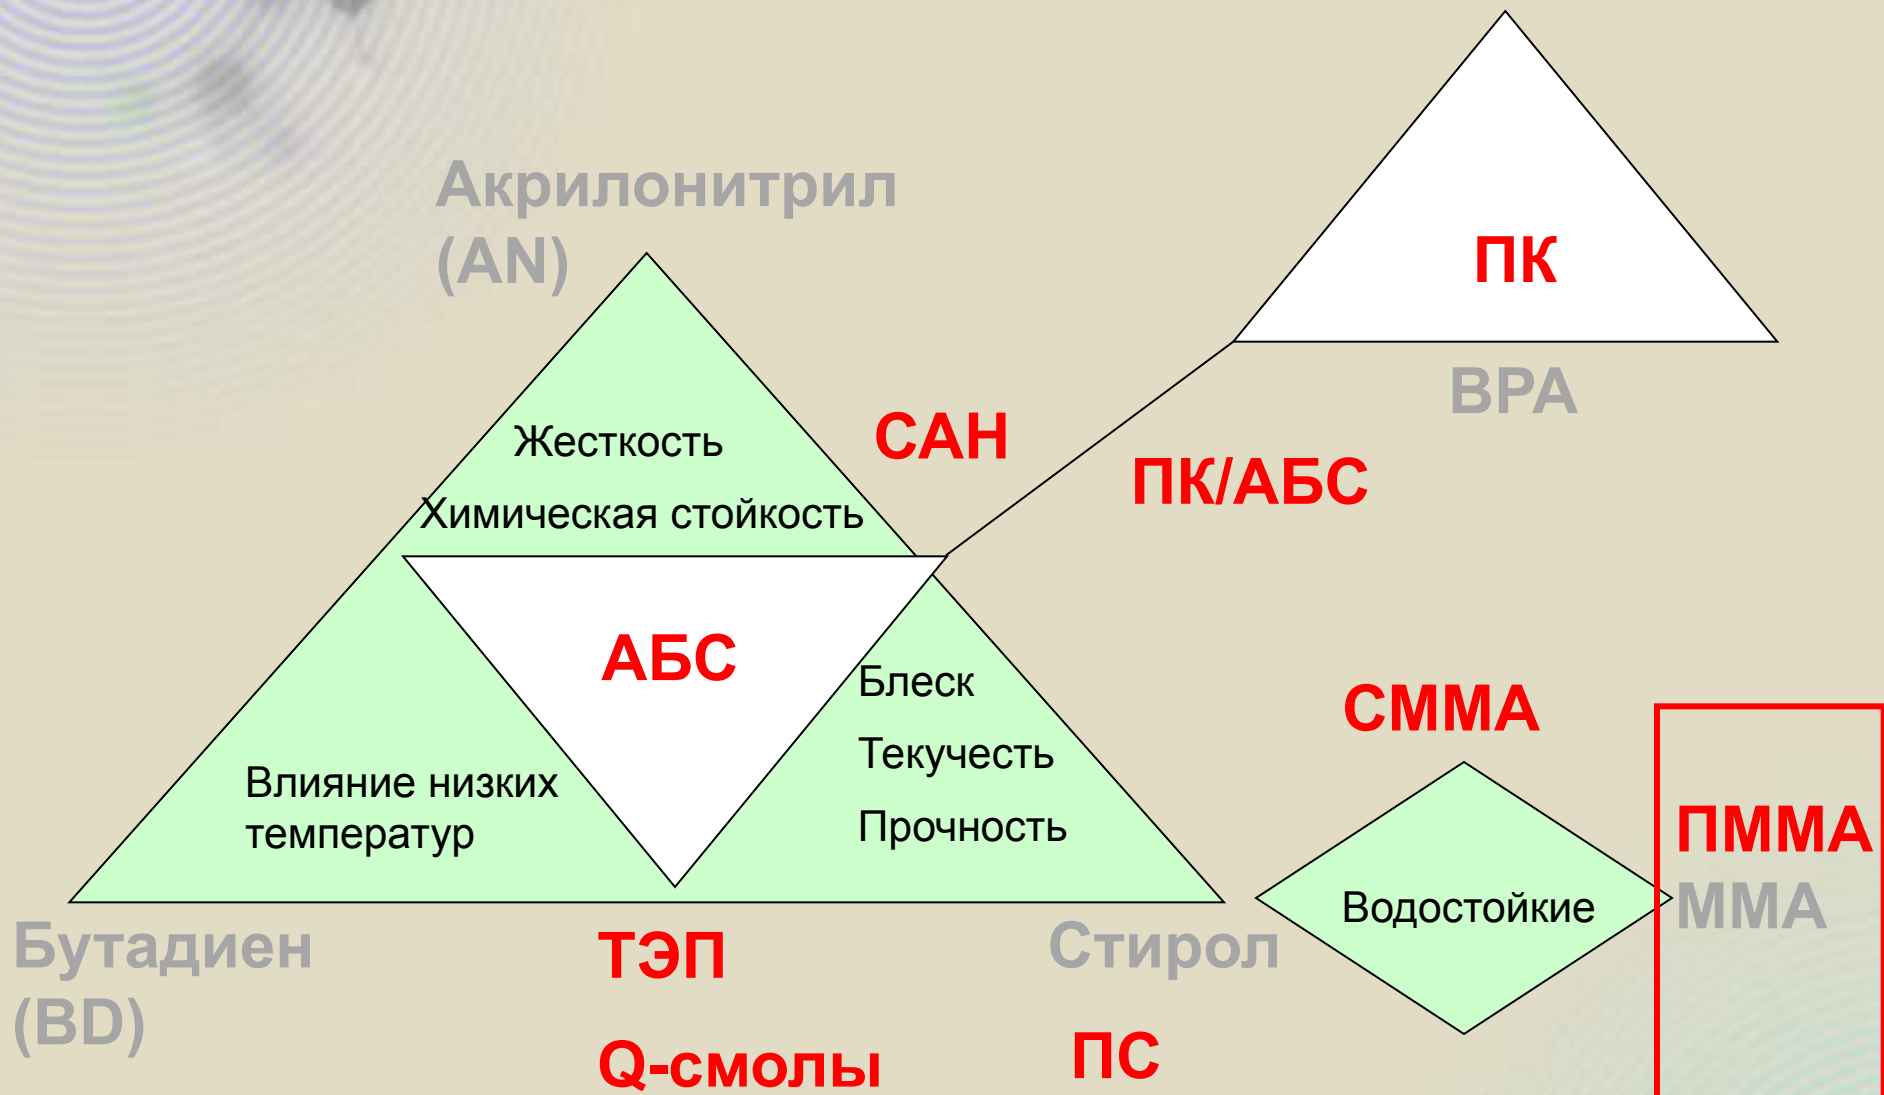 Акрилонитрил
(AN)
ПК
BPA
САН
ПК/АБС
Жесткость
Химическая стойкость
АБС
Блеск
Текучесть
Прочность
Влияние низких
температур
СММА
ПММА
ММА
Водостойкие
Бутадиен
(BD)
ТЭП
Q-смолы
Стирол
ПС